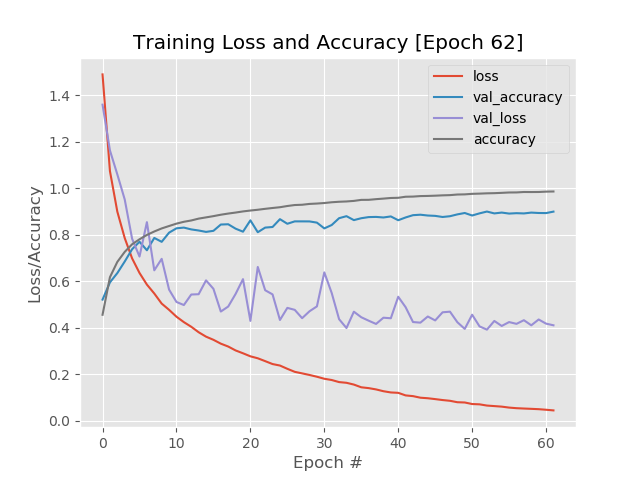 Training Loss and Accuracy [Epoch 62]
loss
val_accuracy
val_loss
accuracy
Loss/Accuracy
1.4
1.2
1.0
0.8
0.6
0.4
0.2
0.0
0 10 20 30 40 50 60
Epoch #